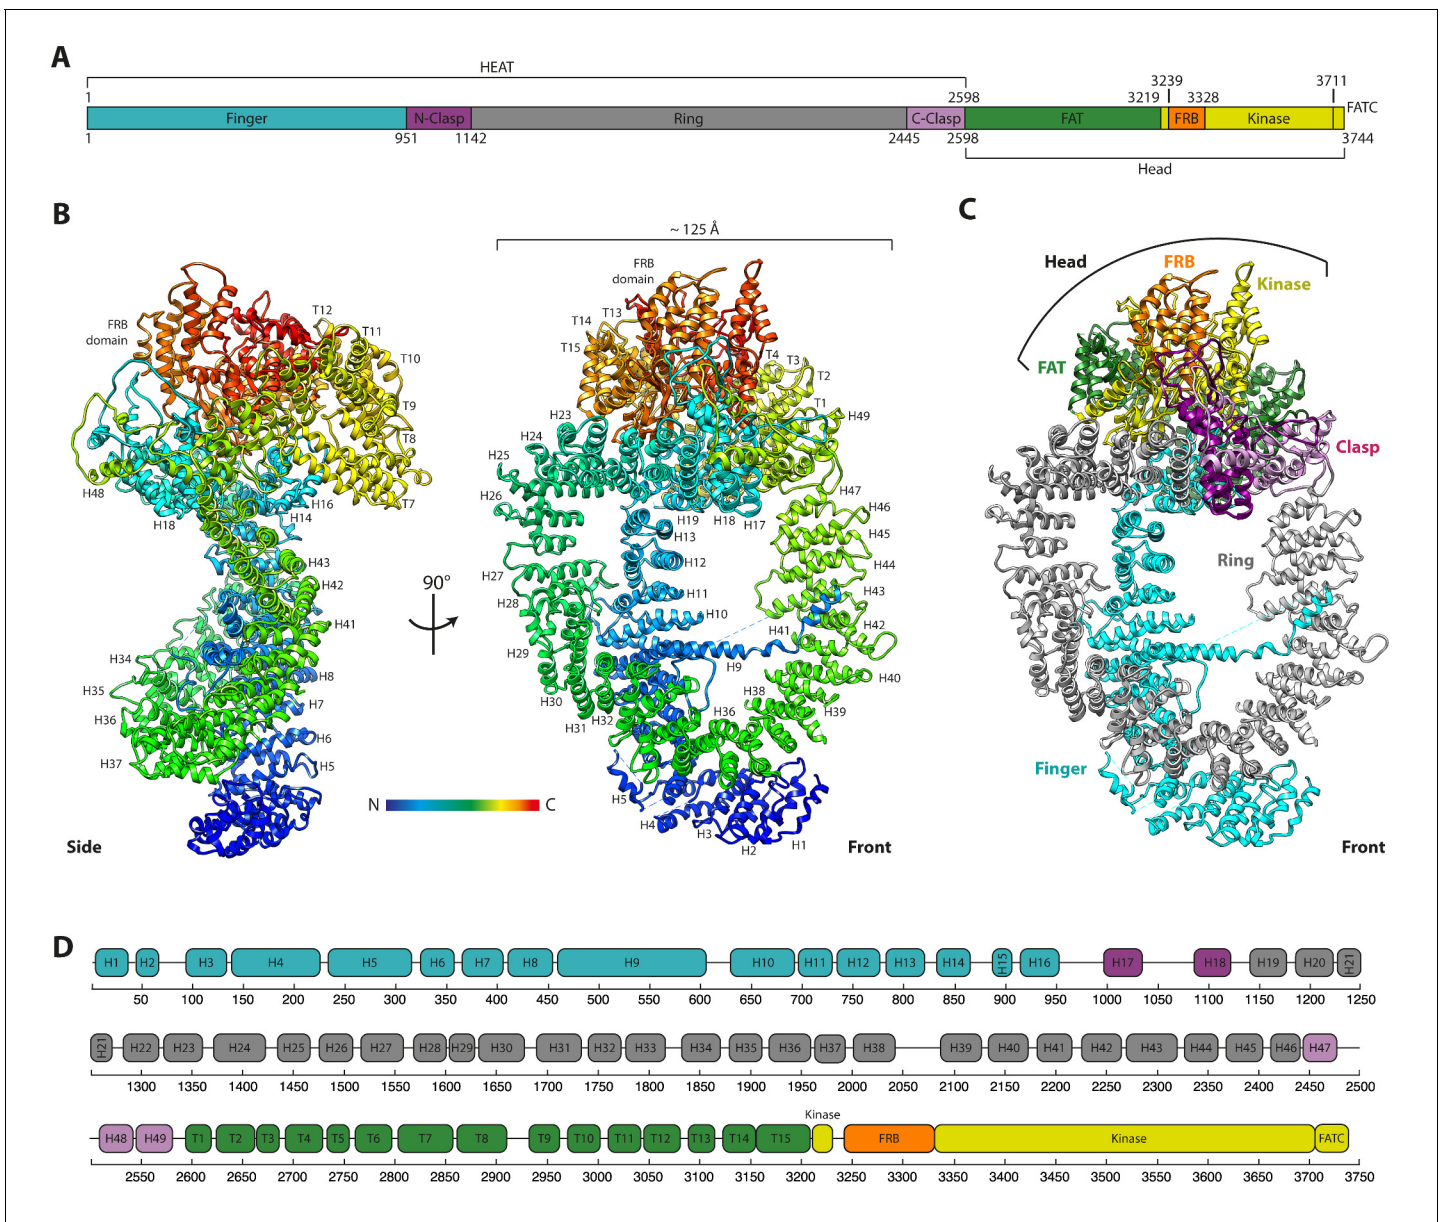 A
HEAT
1 2598 3219 3239 3328 3711
Finger N-Clasp Ring C-Clasp FAT FRB Kinase FATC
1 951 1142 2445 2598 3744
Head
B
FRB
domain
T12
T11
T10
T9
T8
T7
H48
H18
H16
H14
H43
H42
H41
H34
H35
H36
H37
H8
H7
H6
H5
Side
90°
~ 125 Å
FRB
domain
T13
T14
T15
T4
T3
T2
T1
H49
H23
H24
H25
H26
H47
H46
H45
H44
H43
H42
H41
H40
H19
H18
H17
H13
H12
H11
H10
H9
H27
H28
H29
H30
H31
H32
H36
H38
H39
H5
H4
H3
H2
H1
N C
Front
C
Head
FRB
Kinase
FAT
Clasp
Ring
Finger
Front
D
H1 H2 H3 H4 H5 H6 H7 H8 H9 H10 H11 H12 H13 H14 H15 H16 H17 H18 H19 H20 H21
50 100 150 200 250 300 350 400 450 500 550 600 650 700 750 800 850 900 950 1000 1050 1100 1150 1200 1250
H21 H22 H23 H24 H25 H26 H27 H28 H29 H30 H31 H32 H33 H34 H35 H36 H37 H38 H39 H40 H41 H42 H43 H44 H45 H46 H47
1300 1350 1400 1450 1500 1550 1600 1650 1700 1750 1800 1850 1900 1950 2000 2050 2100 2150 2200 2250 2300 2350 2400 2450 2500
Kinase
H48 H49 T1 T2 T3 T4 T5 T6 T7 T8 T9 T10 T11 T12 T13 T14 T15 FRB Kinase FATC
2550 2600 2650 2700 2750 2800 2850 2900 2950 3000 3050 3100 3150 3200 3250 3300 3350 3400 3450 3500 3550 3600 3650 3700 3750